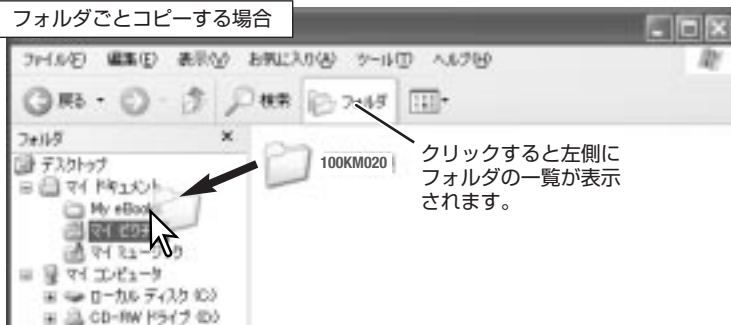 フォルダごとコピーする場合
ファイル(F) 編集(E) 表示(V) お気に入り(A) ツール(T) ヘルプ(H)
戻る 検索 フォルダ
フォルダ ×
デスクトップ
マイ ドキュメント
My eBook
マイ ピクチ
マイ ミュージック
マイ コンピュータ
ローカル ディスク (C:)
CD-RW ドライブ (D:)
100KM020
クリックすると左側に
フォルダの一覧が表示
されます。